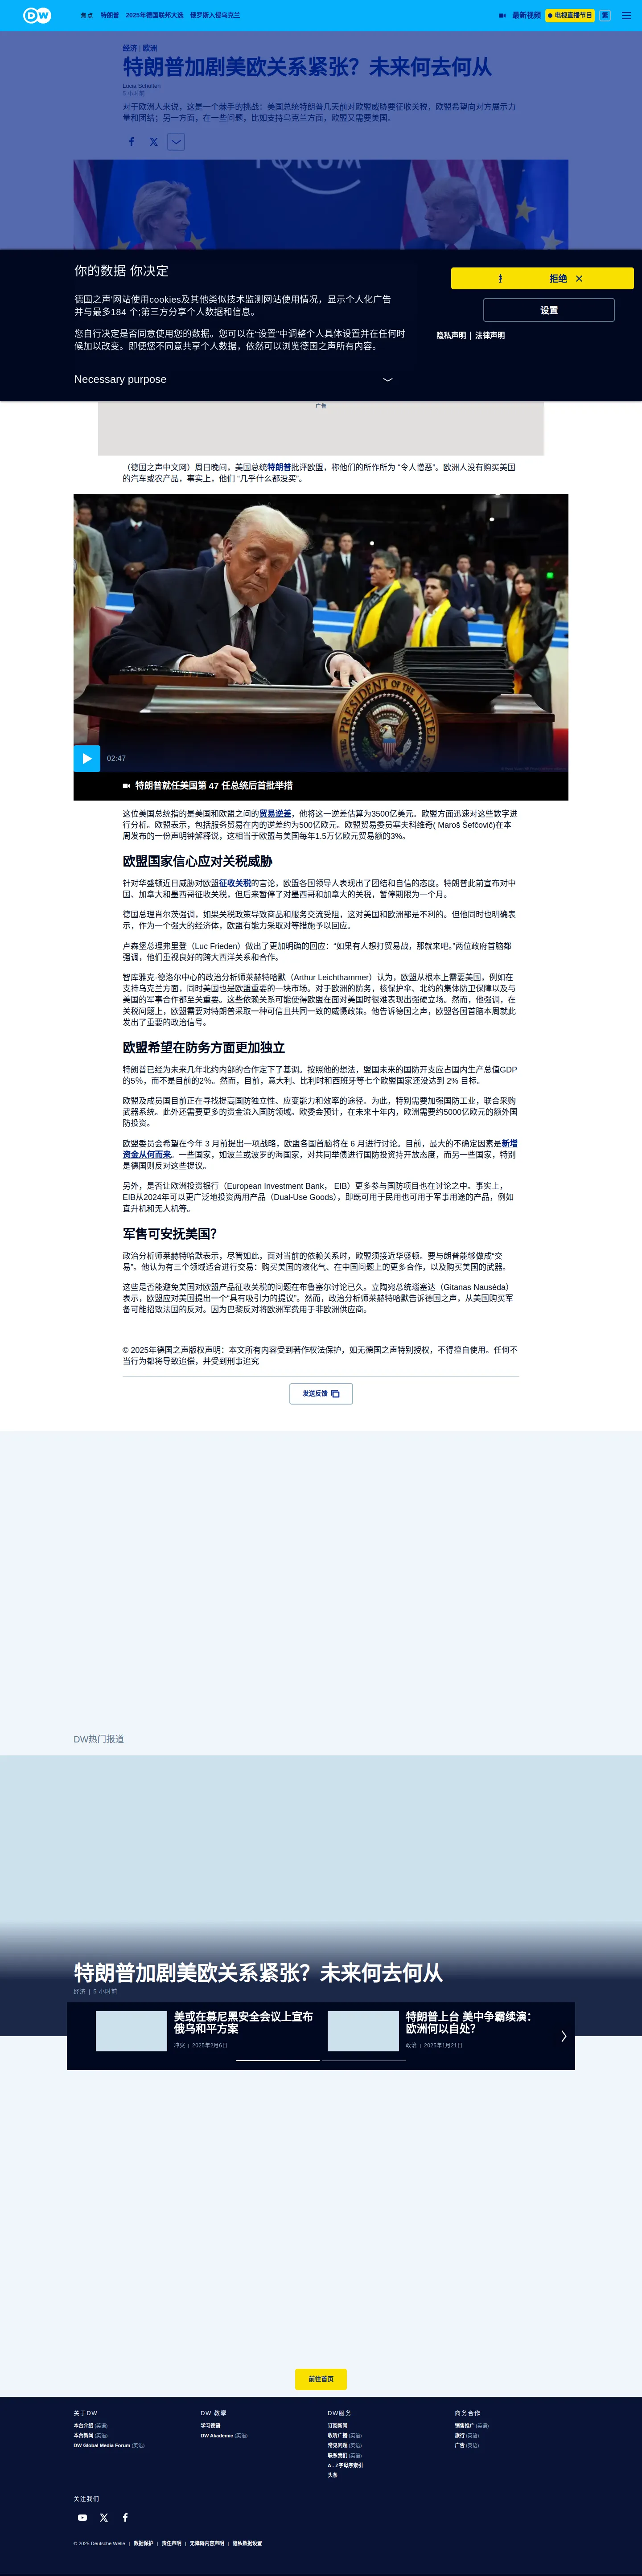 DW
焦点 特朗普 2025年德国联邦大选 俄罗斯入侵乌克兰
最新视频 电视直播节目 繁
经济 | 欧洲
特朗普加剧美欧关系紧张？未来何去何从
Lucia Schulten
5 小时前
对于欧洲人来说，这是一个棘手的挑战：美国总统特朗普几天前对欧盟威胁要征收关税，欧盟希望向对方展示力
量和团结；另一方面，在一些问题，比如支持乌克兰方面，欧盟又需要美国。
FORUM
你的数据 你决定
德国之声'网站使用cookies及其他类似技术监测网站使用情况，显示个人化广告
并与最多184 个;第三方分享个人数据和信息。
您自行决定是否同意使用您的数据。您可以在“设置”中调整个人具体设置并在任何时
候加以改变。即便您不同意共享个人数据，依然可以浏览德国之声所有内容。
Necessary purpose
拒绝
设置
隐私声明 | 法律声明
广告
（德国之声中文网）周日晚间，美国总统特朗普批评欧盟，称他们的所作所为 “令人憎恶”。欧洲人没有购买美国
的汽车或农产品，事实上，他们 “几乎什么都没买”。
02:47
特朗普就任美国第 47 任总统后首批举措
这位美国总统指的是美国和欧盟之间的贸易逆差，他将这一逆差估算为3500亿美元。欧盟方面迅速对这些数字进
行分析。欧盟表示，包括服务贸易在内的逆差约为500亿欧元。欧盟贸易委员塞夫科维奇( Maroš Šefčovič)在本
周发布的一份声明钟解释说，这相当于欧盟与美国每年1.5万亿欧元贸易额的3%。
欧盟国家信心应对关税威胁
针对华盛顿近日威胁对欧盟征收关税的言论，欧盟各国领导人表现出了团结和自信的态度。特朗普此前宣布对中
国、加拿大和墨西哥征收关税，但后来暂停了对墨西哥和加拿大的关税，暂停期限为一个月。
德国总理肖尔茨强调，如果关税政策导致商品和服务交流受阻，这对美国和欧洲都是不利的。但他同时也明确表
示，作为一个强大的经济体，欧盟有能力采取对等措施予以回应。
卢森堡总理弗里登（Luc Frieden）做出了更加明确的回应：“如果有人想打贸易战，那就来吧。”两位政府首脑都
强调，他们重视良好的跨大西洋关系和合作。
智库雅克·德洛尔中心的政治分析师莱赫特哈默（Arthur Leichthammer）认为，欧盟从根本上需要美国，例如在
支持乌克兰方面，同时美国也是欧盟重要的一块市场。对于欧洲的防务，核保护伞、北约的集体防卫保障以及与
美国的军事合作都至关重要。这些依赖关系可能使得欧盟在面对美国时很难表现出强硬立场。然而，他强调，在
关税问题上，欧盟需要对特朗普采取一种可信且共同一致的威慑政策。他告诉德国之声，欧盟各国首脑本周就此
发出了重要的政治信号。
欧盟希望在防务方面更加独立
特朗普已经为未来几年北约内部的合作定下了基调。按照他的想法，盟国未来的国防开支应占国内生产总值GDP
的5%，而不是目前的2%。然而，目前，意大利、比利时和西班牙等七个欧盟国家还没达到 2% 目标。
欧盟及成员国目前正在寻求提高国防独立性、应变能力和效率的途径。为此，特别需要加强国防工业，联合采购
武器系统。此外还需要更多的资金流入国防领域。欧委会预计，在未来十年内，欧洲需要约5000亿欧元的额外国
防投资。
欧盟委员会希望在今年 3 月前提出一项战略，欧盟各国首脑将在 6 月进行讨论。目前，最大的不确定因素是新增
资金从何而来。一些国家，如波兰或波罗的海国家，对共同举债进行国防投资持开放态度，而另一些国家，特别
是德国则反对这些提议。
另外，是否让欧洲投资银行（European Investment Bank， EIB）更多参与国防项目也在讨论之中。事实上，
EIB从2024年可以更广泛地投资两用产品（Dual-Use Goods），即既可用于民用也可用于军事用途的产品，例如
直升机和无人机等。
军售可安抚美国？
政治分析师莱赫特哈默表示，尽管如此，面对当前的依赖关系时，欧盟须接近华盛顿。要与朗普能够做成“交
易”。他认为有三个领域适合进行交易：购买美国的液化气、在中国问题上的更多合作，以及购买美国的武器。
这些是否能避免美国对欧盟产品征收关税的问题在布鲁塞尔讨论已久。立陶宛总统瑙塞达（Gitanas Nausėda）
表示，欧盟应对美国提出一个“具有吸引力的提议”。然而，政治分析师莱赫特哈默告诉德国之声，从美国购买军
备可能招致法国的反对。因为巴黎反对将欧洲军费用于非欧洲供应商。
© 2025年德国之声版权声明：本文所有内容受到著作权法保护，如无德国之声特别授权，不得擅自使用。任何不
当行为都将导致追偿，并受到刑事追究
发送反馈
DW热门报道
特朗普加剧美欧关系紧张？未来何去何从
经济 | 5 小时前
美或在慕尼黑安全会议上宣布
俄乌和平方案
冲突 | 2025年2月6日
特朗普上台 美中争霸续演：
欧洲何以自处？
政治 | 2025年1月21日
前往首页
关于DW
本台介绍 (英语)
本台新闻 (英语)
DW Global Media Forum (英语)
DW 教學
学习德语
DW Akademie (英语)
DW服务
订阅新闻
收听广播 (英语)
常见问题 (英语)
联系我们 (英语)
A - Z字母序索引
头条
商务合作
销售推广 (英语)
旅行 (英语)
广告 (英语)
关注我们
© 2025 Deutsche Welle | 数据保护 | 责任声明 | 无障碍内容声明 | 隐私数据设置